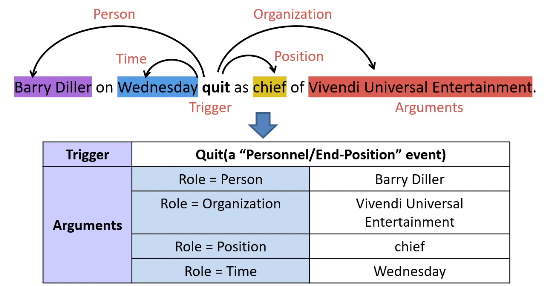 Person
Organization
Time
Position
Barry Diller on Wednesday quit as chief of Vivendi Universal Entertainment.
Trigger
Arguments
Trigger
Quit(a “Personnel/End-Position” event)
Arguments
Role = Person
Barry Diller
Role = Organization
Vivendi Universal
Entertainment
Role = Position
chief
Role = Time
Wednesday